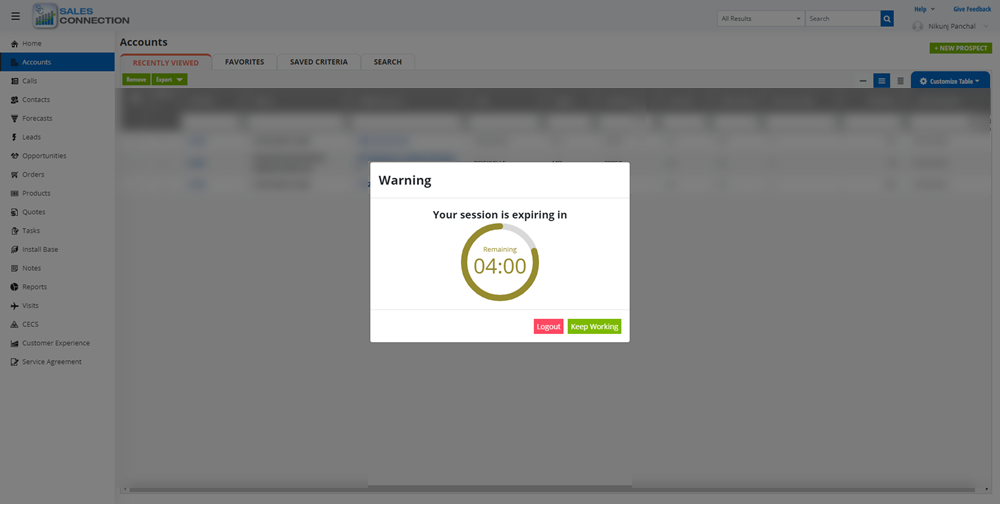 SALES
CONNECTION
Help
Give Feedback
All Results
Search
Nikunj Panchal
Home
Accounts
Calls
Contacts
Forecasts
Leads
Opportunities
Orders
Products
Quotes
Tasks
Install Base
Notes
Reports
Visits
CECS
Customer Experience
Service Agreement
Accounts
+ NEW PROSPECT
RECENTLY VIEWED
FAVORITES
SAVED CRITERIA
SEARCH
Remove
Export
Customize Table
Warning
Your session is expiring in
Remaining
04:00
Logout
Keep Working